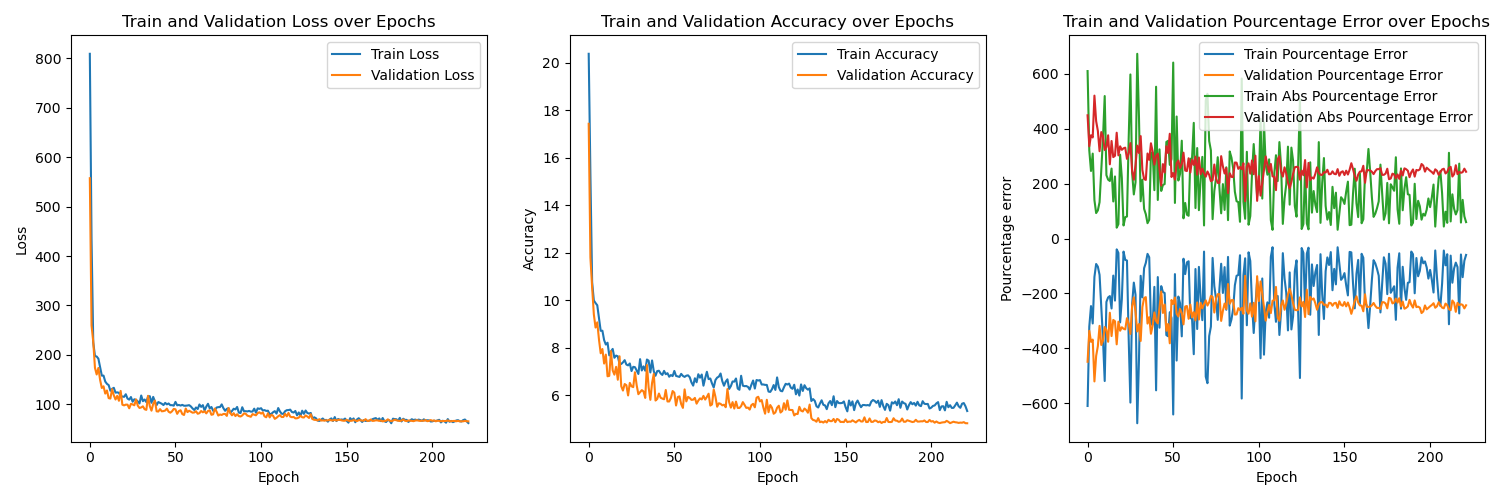 Train and Validation Loss over Epochs
800
700
600
500
400
300
200
100
0
50
100
150
200
Loss
Epoch
Train Loss
Validation Loss
Train and Validation Accuracy over Epochs
20
18
16
14
12
10
8
6
0
50
100
150
200
Accuracy
Epoch
Train Accuracy
Validation Accuracy
Train and Validation Pourcentage Error over Epochs
600
400
200
0
−200
−400
−600
0
50
100
150
200
Pourcentage error
Epoch
Train Pourcentage Error
Validation Pourcentage Error
Train Abs Pourcentage Error
Validation Abs Pourcentage Error